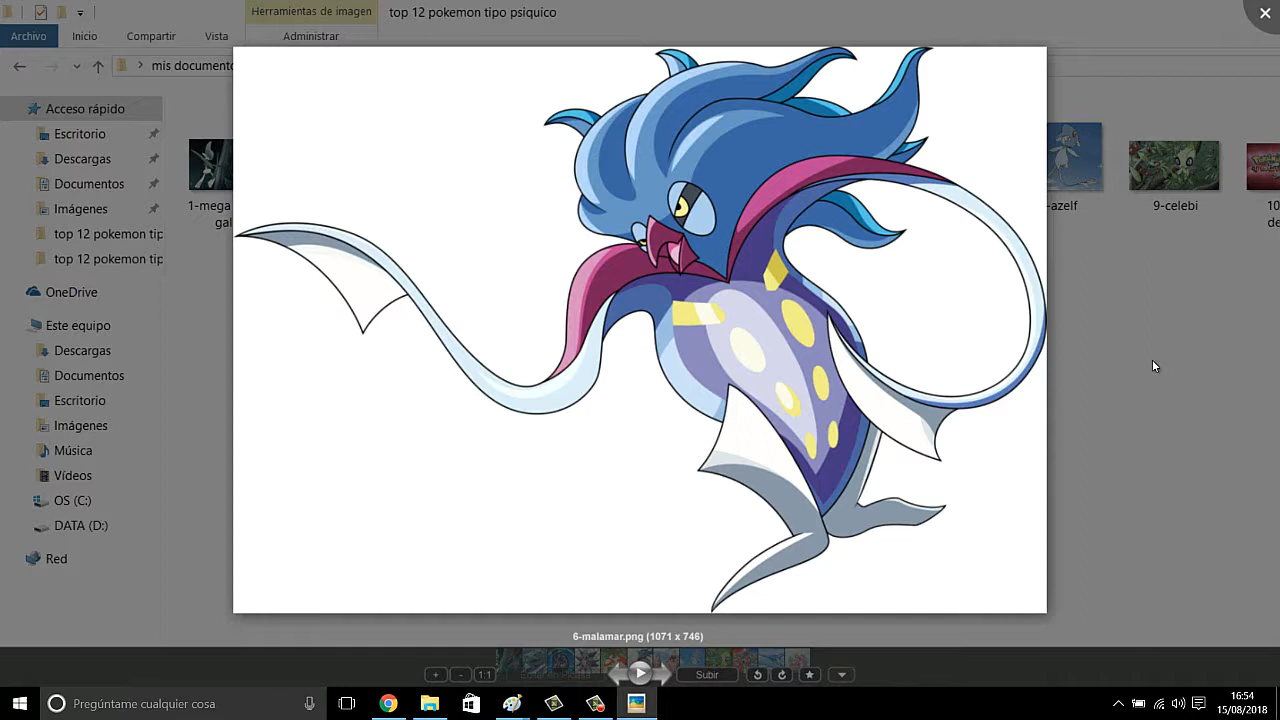 Herramientas de imagen
top 12 pokemon tipo psiquico
Archivo
Inicio
Compartir
Vista
Administrar
mis documento
Acceso rápido
Escritorio
Descargas
Documentos
Imágenes
top 12 pokemon tip
top 12 pokemon tip
OneDrive
Este equipo
Descargas
Documentos
Escritorio
Imágenes
Música
Vídeos
OS (C:)
DATA (D:)
Red
1-mega
gal
-azelf
9-celebi
10
de
6-malamar.png (1071 x 746)
+
-
1:1
Subir
Pregúntame cualquier cosa
16:54
15/08/2018